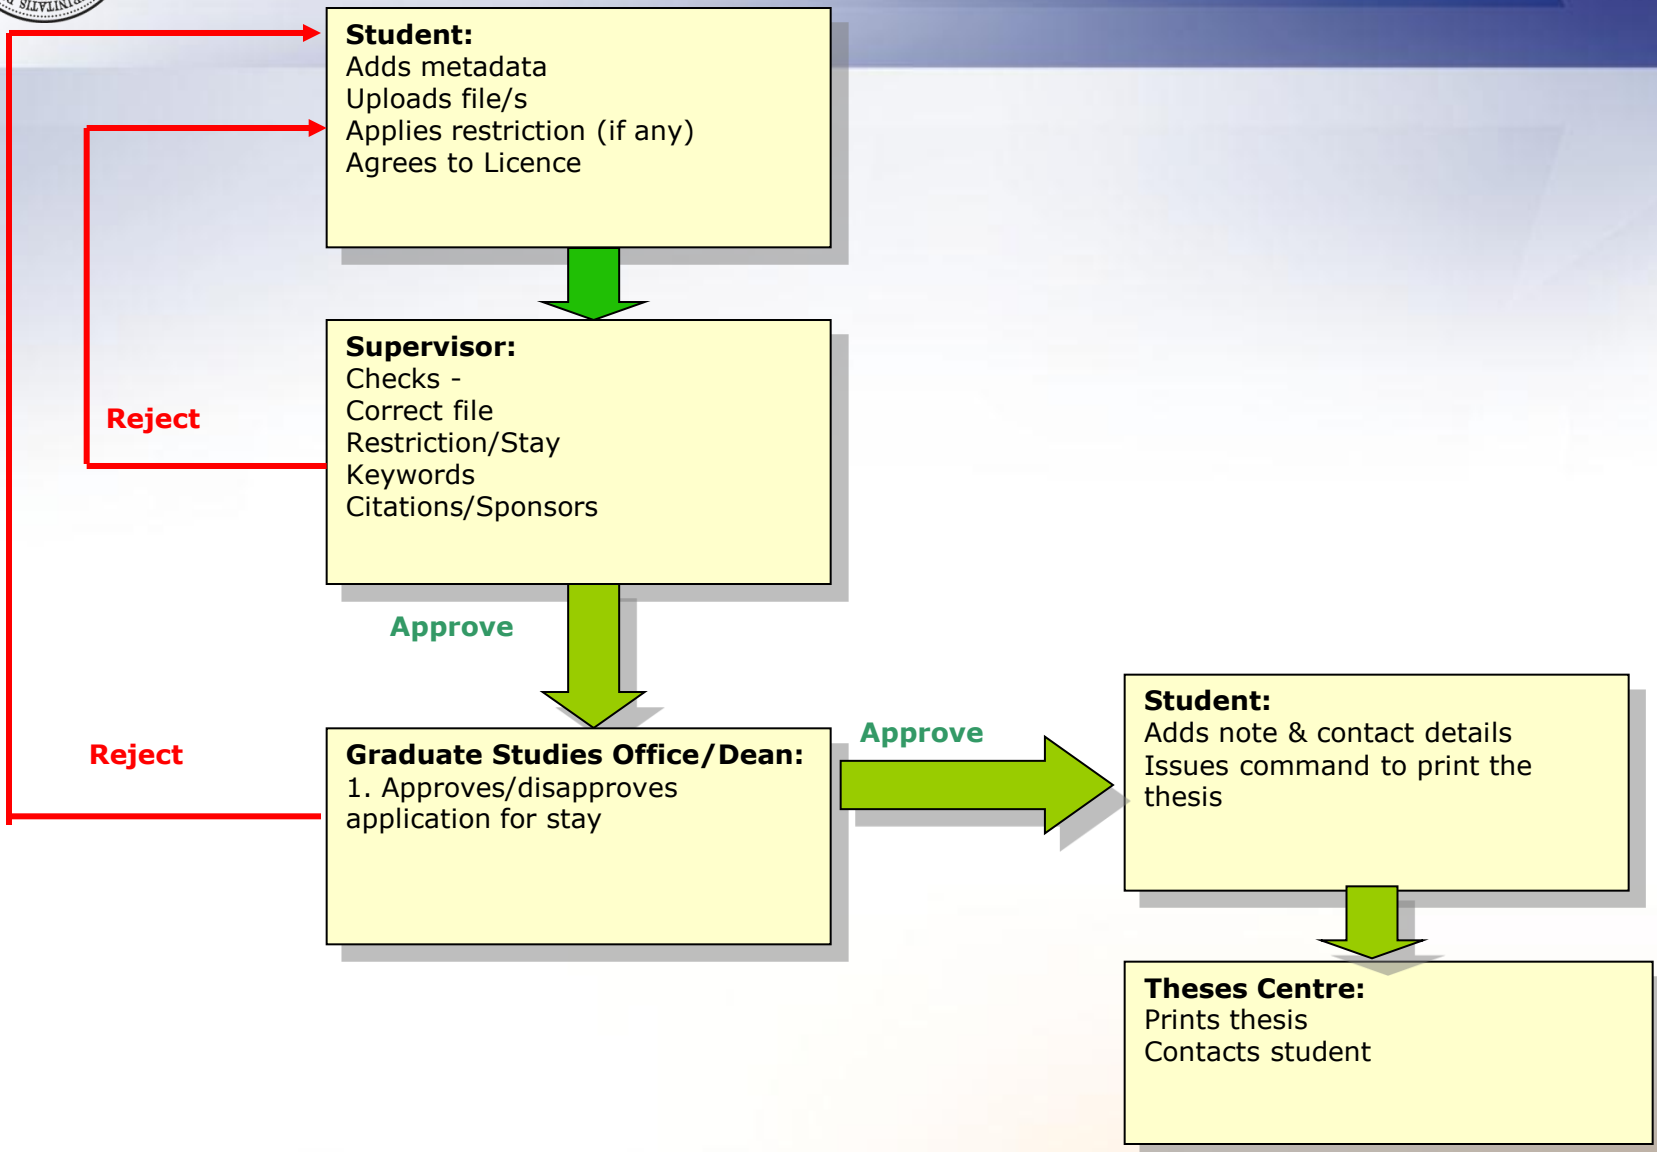 Student:
Adds metadata
Uploads file/s
Applies restriction (if any)
Agrees to Licence
Supervisor:
Checks -
Correct file
Restriction/Stay
Keywords
Citations/Sponsors
Reject
Approve
Reject
Graduate Studies Office/Dean:
1. Approves/disapproves
application for stay
Approve
Student:
Adds note & contact details
Issues command to print the
thesis
Theses Centre:
Prints thesis
Contacts student